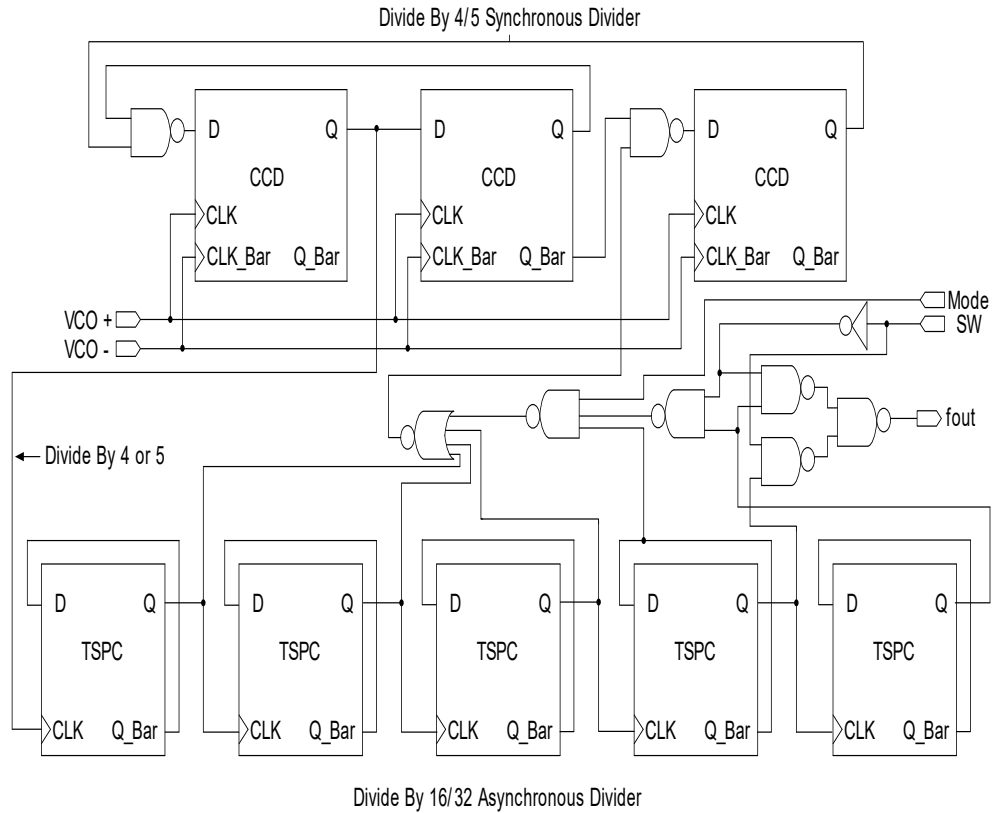 Divide By 4/5 Synchronous Divider
D Q D Q D Q
CCD CCD CCD
CLK CLK CLK
CLK_Bar Q_Bar CLK_Bar Q_Bar CLK_Bar Q_Bar
Mode
VCO +
SW
VCO -
fout
Divide By 4 or 5
D Q D Q D Q D Q D Q
TSPC TSPC TSPC TSPC TSPC
CLK Q_Bar CLK Q_Bar CLK Q_Bar CLK Q_Bar CLK Q_Bar
Divide By 16/32 Asynchronous Divider